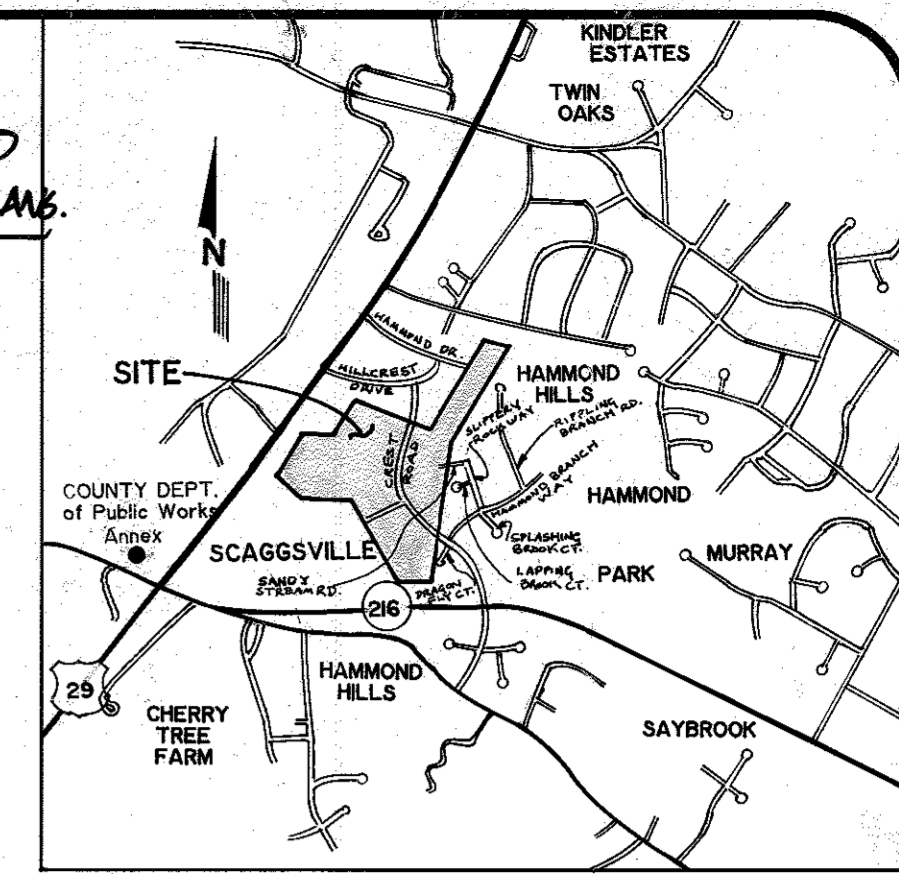 KINDLER
ESTATES
TWIN
OAKS
N
HAMMOND DR.
SITE
HILLCREST
DRIVE
HAMMOND
HILLS
SLIPPERY
ROCK WAY
RIPPLING
BRANCH RD.
CREST
ROAD
HAMMOND BRANCH
WAY
COUNTY DEPT.
of Public Works
Annex
HAMMOND
SCAGGSVILLE
SPLASHING
BROOK CT.
MURRAY
SANDY
STREAM RD.
LAPPING
BROOK CT.
PARK
DRAGON
FLY CT.
216
29
HAMMOND
HILLS
CHERRY
TREE
FARM
SAYBROOK